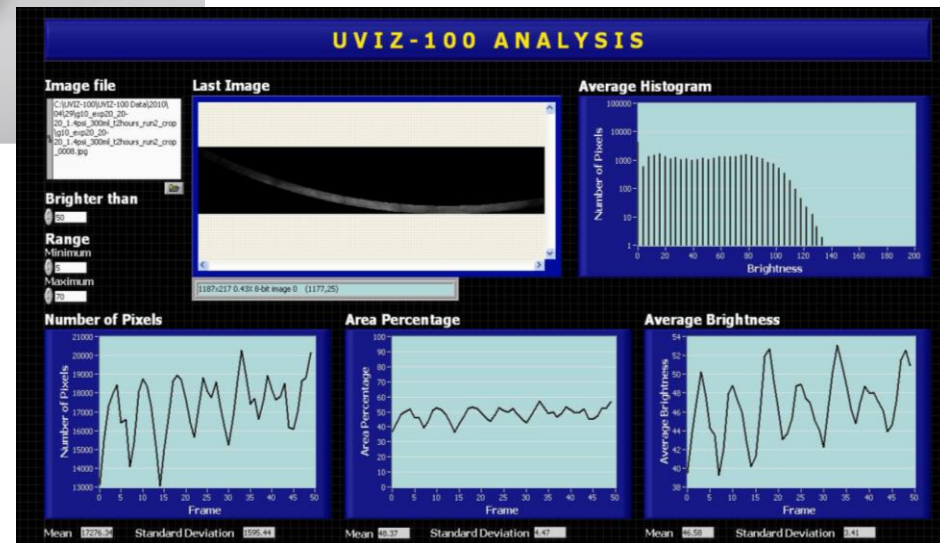 UVIZ-100 ANALYSIS
Image file
C:\UVIZ-100\UVIZ-100 Data\2010\
04\29\g10_exp20_20-
20_1.4psi_300ml_t2hours_run2_crop
\g10_exp20_20-
20_1.4psi_300ml_t2hours_run2_crop
_0008.jpg
Brighter than
50
Range
Minimum
5
Maximum
70
Last Image
1187x217 0.43X 8-bit image 0 (1177,25)
Average Histogram
Number of Pixels
100000
10000
1000
100
10
1
0 20 40 60 80 100 120 140 160 180 200
Brightness
Number of Pixels
Number of Pixels
21000
20000
19000
18000
17000
16000
15000
14000
13000
0 5 10 15 20 25 30 35 40 45 50
Frame
Mean 17276.34 Standard Deviation 1595.44
Area Percentage
Area Percentage
100
90
80
70
60
50
40
30
20
10
0
0 5 10 15 20 25 30 35 40 45 50
Frame
Mean 48.37 Standard Deviation 4.47
Average Brightness
Average Brightness
54
52
50
48
46
44
42
40
38
0 5 10 15 20 25 30 35 40 45 50
Frame
Mean 46.58 Standard Deviation 3.41